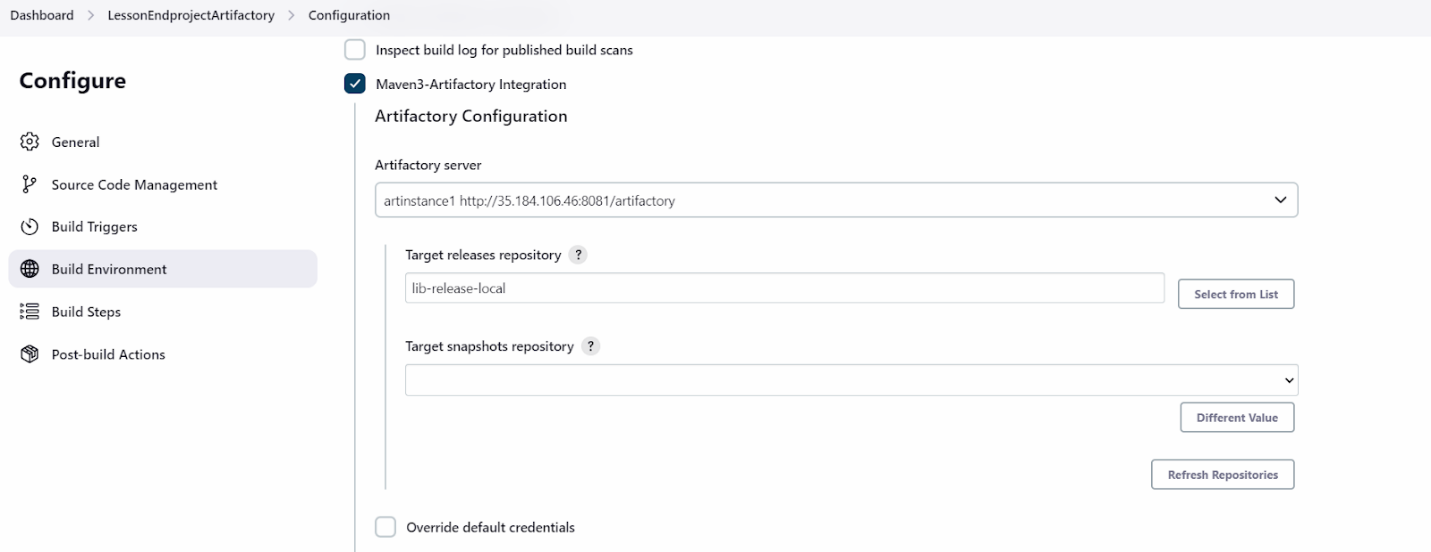 Dashboard > LessonEndprojectArtifactory > Configuration
Configure
General
Source Code Management
Build Triggers
Build Environment
Build Steps
Post-build Actions
Inspect build log for published build scans
Maven3-Artifactory Integration
Artifactory Configuration
Artifactory server
artinstance1 http://35.184.106.46:8081/artifactory
Target releases repository ?
lib-release-local
Select from List
Target snapshots repository ?
Different Value
Refresh Repositories
Override default credentials